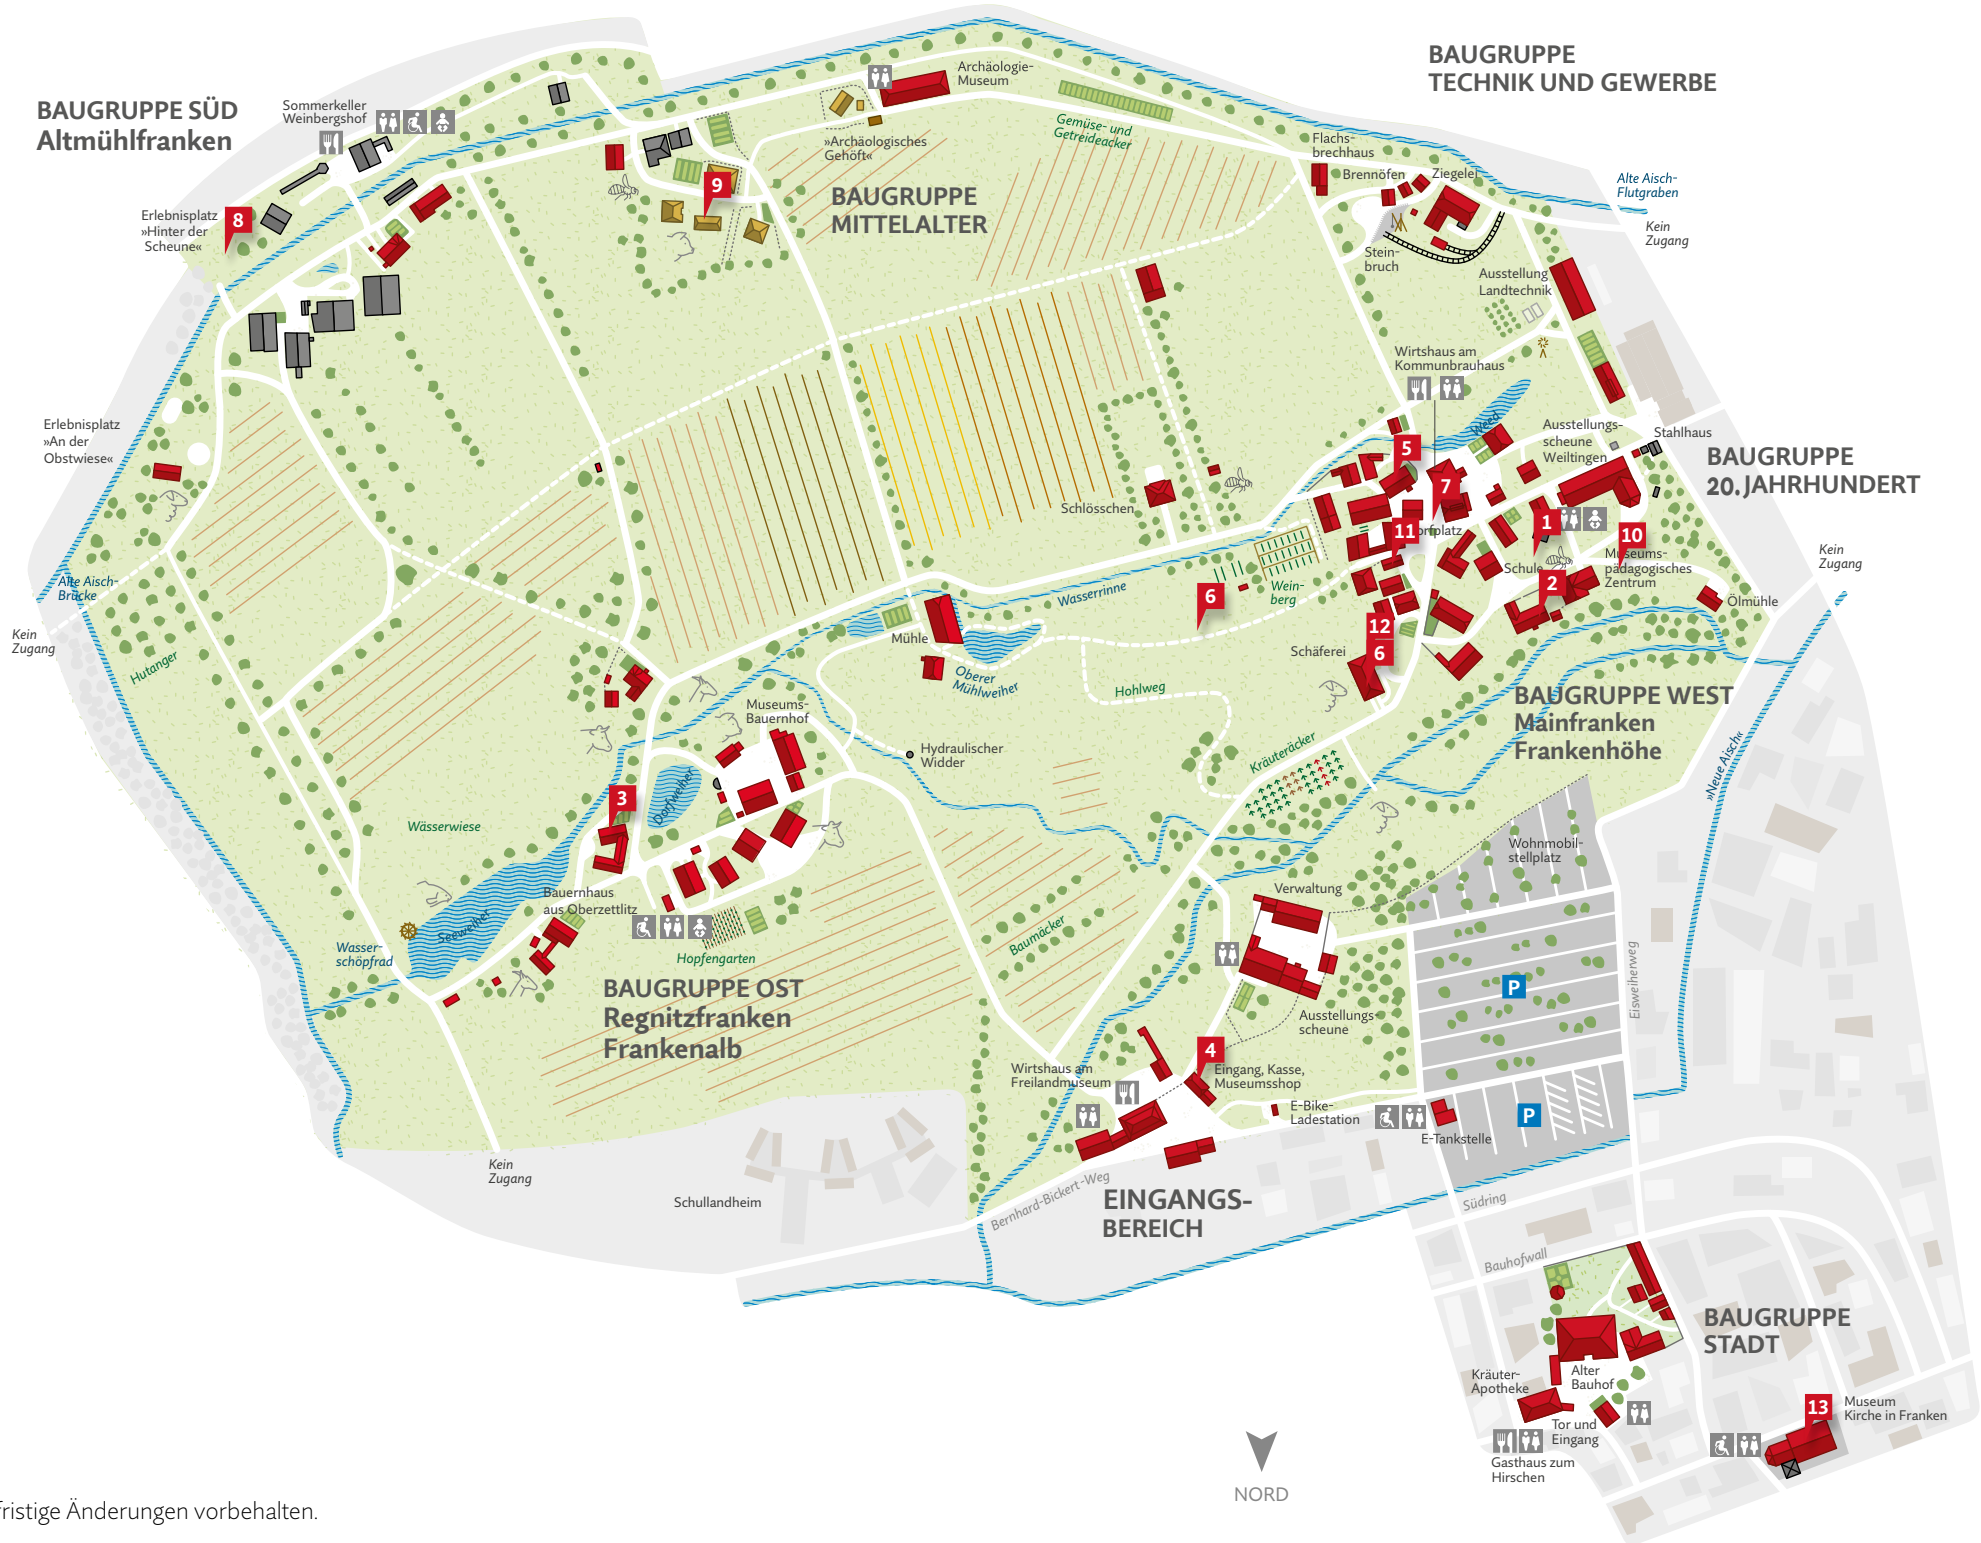 BAUGRUPPE SÜD
Altmühlfranken
Sommerkeller
Weinbergshof
Erlebnisplatz
»Hinter der
Scheune«
8
Erlebnisplatz
»An der
Obstwiese«
Alte Aisch-
Brücke
Kein
Zugang
Hutanger
9
»Archäologisches
Gehöft«
Archäologie-
Museum
BAUGRUPPE
MITTELALTER
Gemüse- und
Getreideacker
BAUGRUPPE
TECHNIK UND GEWERBE
Flachs-
brechhaus
Brennöfen
Ziegelei
Stein-
bruch
Alte Aisch-
Flutgraben
Kein
Zugang
Ausstellung
Landtechnik
Wirtshaus am
Kommunbrauhaus
Weed
Ausstellungs-
scheune
Weiltingen
Stahlhaus
BAUGRUPPE
20. JAHRHUNDERT
5
7
11
orfplatz
1
10
Museums-
pädagogisches
Zentrum
Schule
2
Ölmühle
Kein
Zugang
Schlösschen
Wein-
berg
6
12
6
Schäferei
Wasserrinne
Mühle
Oberer
Mühlweiher
Hohlweg
BAUGRUPPE WEST
Mainfranken
Frankenhöhe
»Neue Aisch«
Kräuteräcker
Museums-
Bauernhof
Hydraulischer
Widder
3
Dorfweiher
Wässerwiese
Bauernhaus
aus Oberzettlitz
Seeweiher
Wasser-
schöpfrad
Hopfengarten
BAUGRUPPE OST
Regnitzfranken
Frankenalb
Baumäcker
Wohnmobil-
stellplatz
Verwaltung
Ausstellungs-
scheune
P
Eisweiherweg
4
Eingang, Kasse,
Museumsshop
Wirtshaus am
Freilandmuseum
E-Bike-
Ladestation
E-Tankstelle
P
Kein
Zugang
Schullandheim
Bernhard-Bickert-Weg
EINGANGS-
BEREICH
Südring
Bauhofwall
BAUGRUPPE
STADT
Kräuter-
Apotheke
Alter
Bauhof
Tor und
Eingang
Gasthaus zum
Hirschen
13
Museum
Kirche in Franken
NORD
fristige Änderungen vorbehalten.